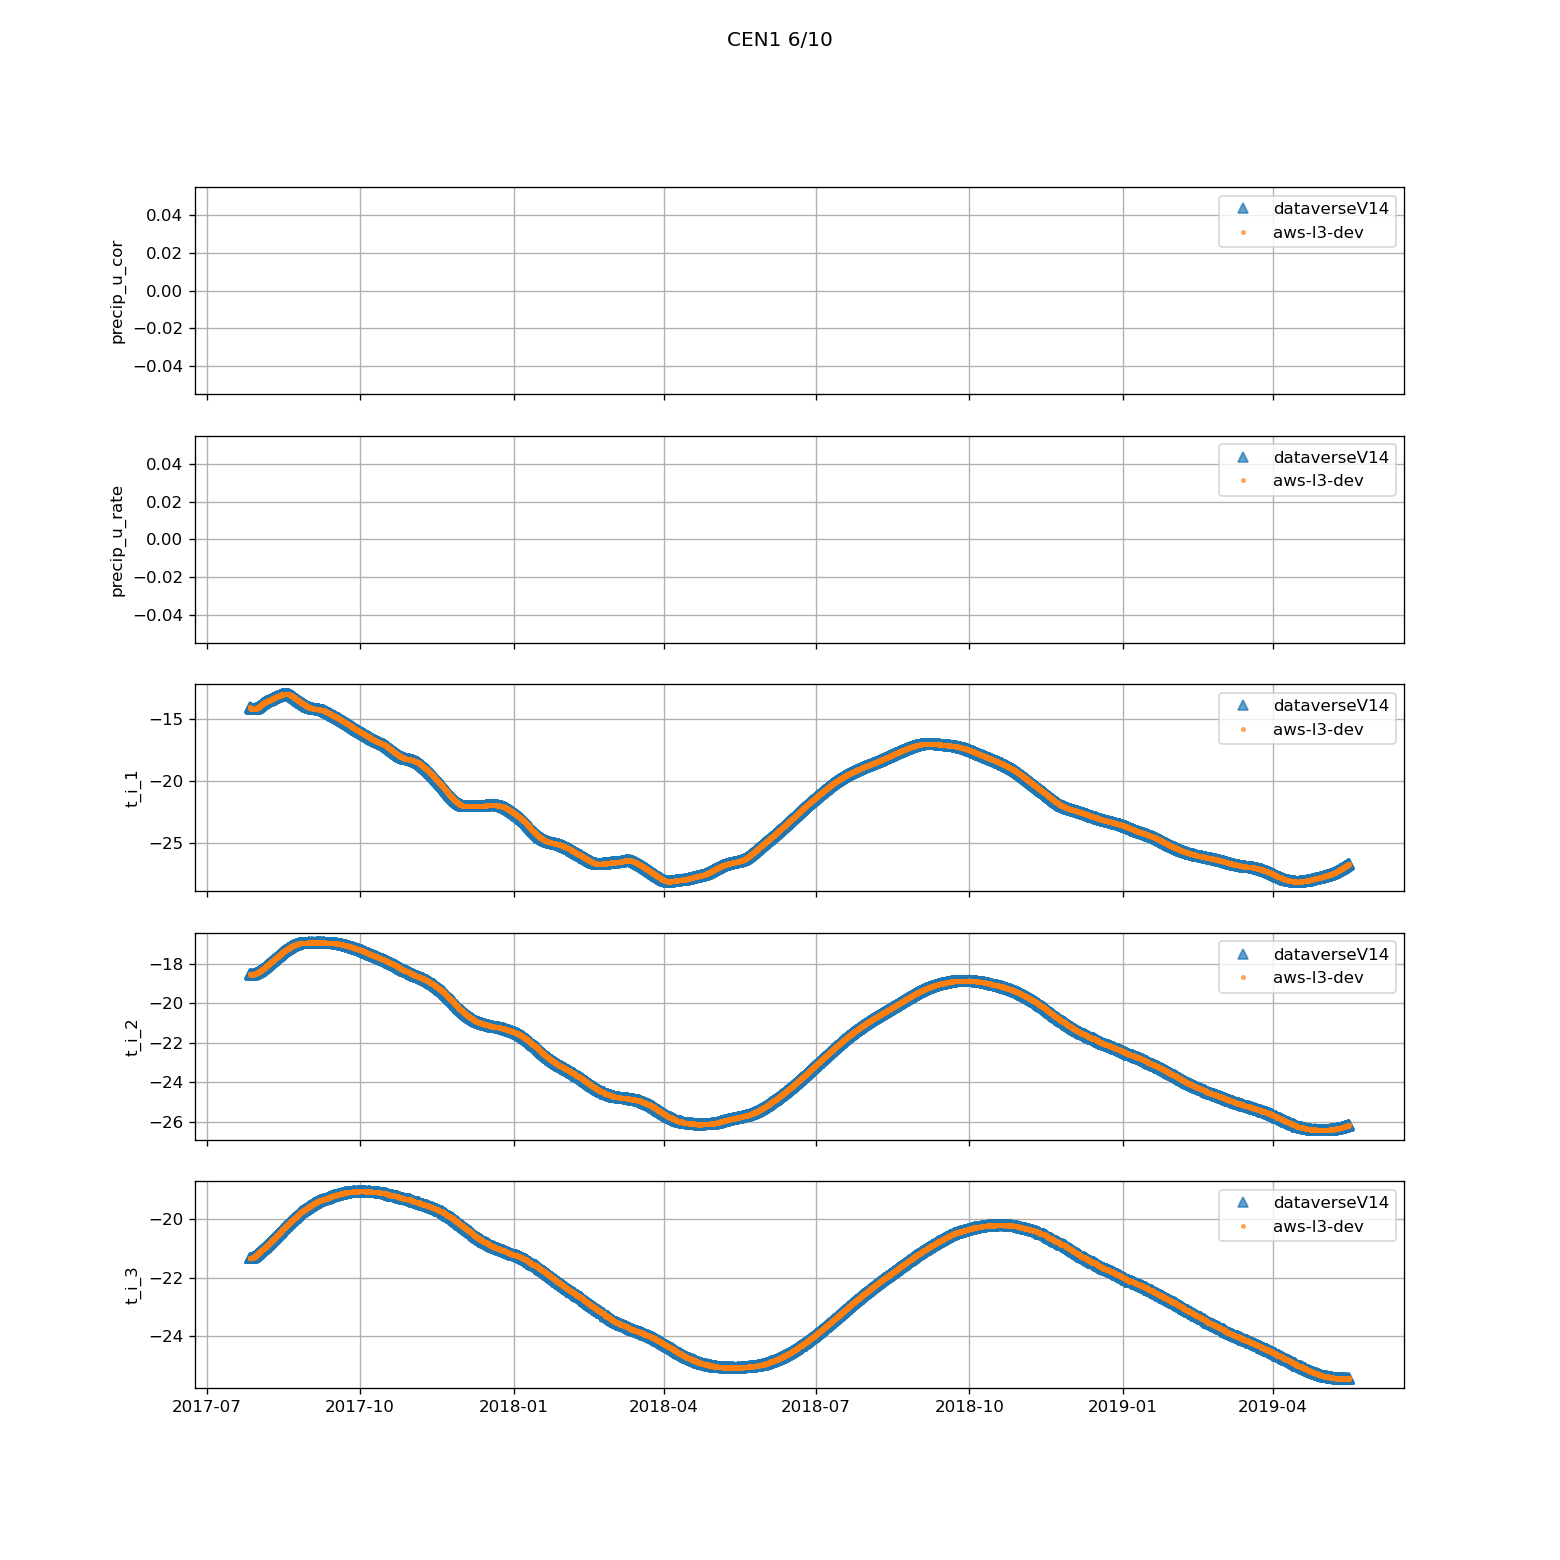 CEN1 6/10
precip_u_cor
0.04
0.02
0.00
−0.02
−0.04
dataverseV14
aws-l3-dev
precip_u_rate
0.04
0.02
0.00
−0.02
−0.04
dataverseV14
aws-l3-dev
t_i_1
−15
−20
−25
dataverseV14
aws-l3-dev
t_i_2
−18
−20
−22
−24
−26
dataverseV14
aws-l3-dev
t_i_3
−20
−22
−24
dataverseV14
aws-l3-dev
2017-07 2017-10 2018-01 2018-04 2018-07 2018-10 2019-01 2019-04